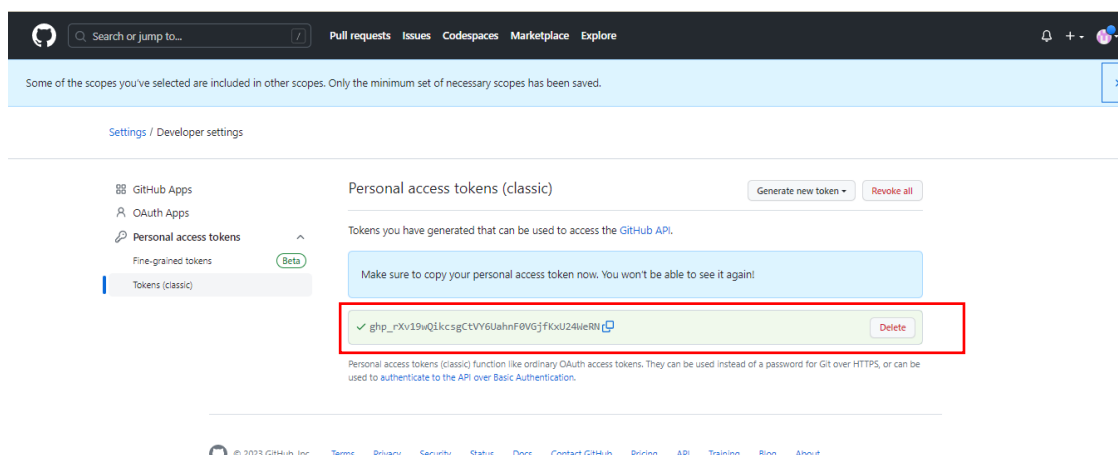 Search or jump to... / Pull requests Issues Codespaces Marketplace Explore
Some of the scopes you've selected are included in other scopes. Only the minimum set of necessary scopes has been saved.
Settings / Developer settings
GitHub Apps
OAuth Apps
Personal access tokens
Fine-grained tokens Beta
Tokens (classic)
Personal access tokens (classic) Generate new token Revoke all
Tokens you have generated that can be used to access the GitHub API.
Make sure to copy your personal access token now. You won't be able to see it again!
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 Delete
Personal access tokens (classic) function like ordinary OAuth access tokens. They can be used instead of a password for Git over HTTPS, or can be
used to authenticate to the API over Basic Authentication.
© 2023 GitHub, Inc. Terms Privacy Security Status Docs Contact GitHub Pricing API Training Blog About